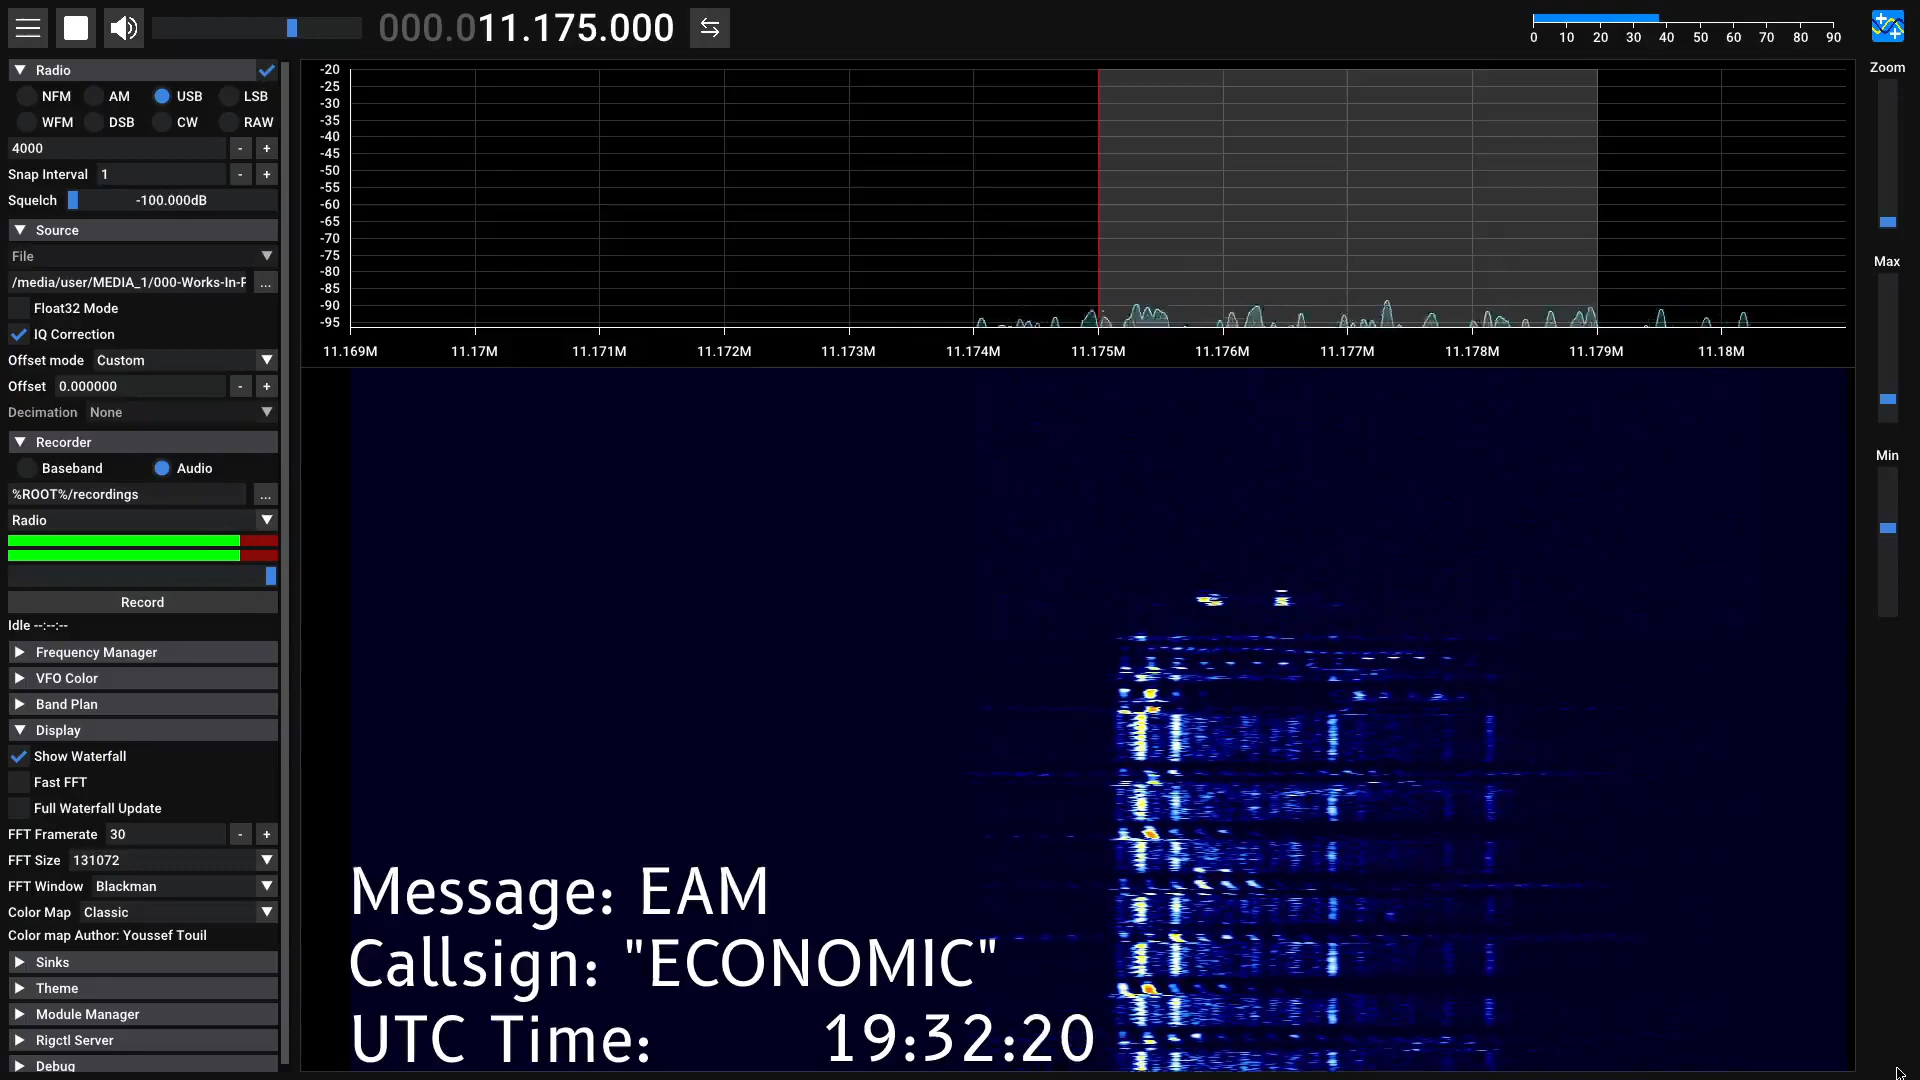 000.011.175.000
0 10 20 30 40 50 60 70 80 90
Radio
NFM AM USB LSB
WFM DSB CW RAW
4000 - +
Snap Interval 1 - +
Squelch -100.000dB
Source
File
/media/user/MEDIA_1/000-Works-In-P ...
Float32 Mode
IQ Correction
Offset mode Custom
Offset 0.000000 - +
Decimation None
Recorder
Baseband Audio
%ROOT%/recordings ...
Radio
Record
Idle --:--:--
Frequency Manager
VFO Color
Band Plan
Display
Show Waterfall
Fast FFT
Full Waterfall Update
FFT Framerate 30 - +
FFT Size 131072
FFT Window Blackman
Color Map Classic
Color map Author: Youssef Touil
Sinks
Theme
Module Manager
Rigctl Server
Debug
-20
-25
-30
-35
-40
-45
-50
-55
-60
-65
-70
-75
-80
-85
-90
-95
11.169M 11.17M 11.171M 11.172M 11.173M 11.174M 11.175M 11.176M 11.177M 11.178M 11.179M 11.18M
Message: EAM
Callsign: "ECONOMIC"
UTC Time: 19:32:20
Zoom
Max
Min